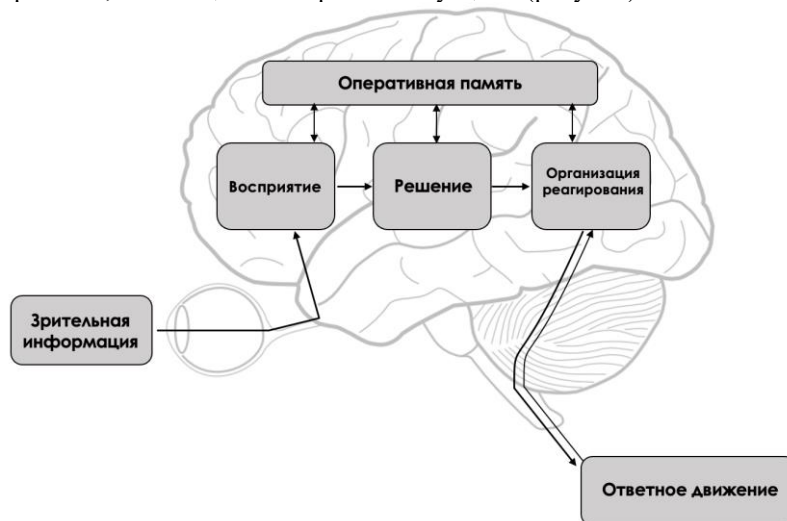 Оперативная память
Восприятие
Решение
Организация
реагирования
Зрительная
информация
Ответное движение